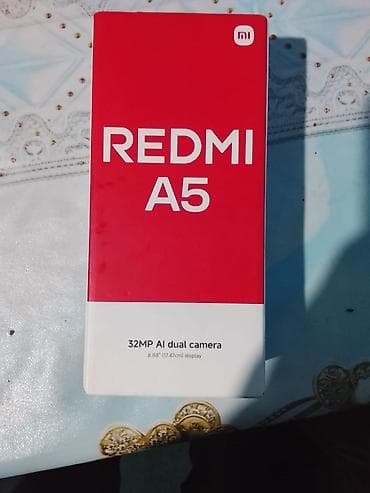 mi
REDMI
A5
32MP AI dual camera
6.88" (17.47cm) display